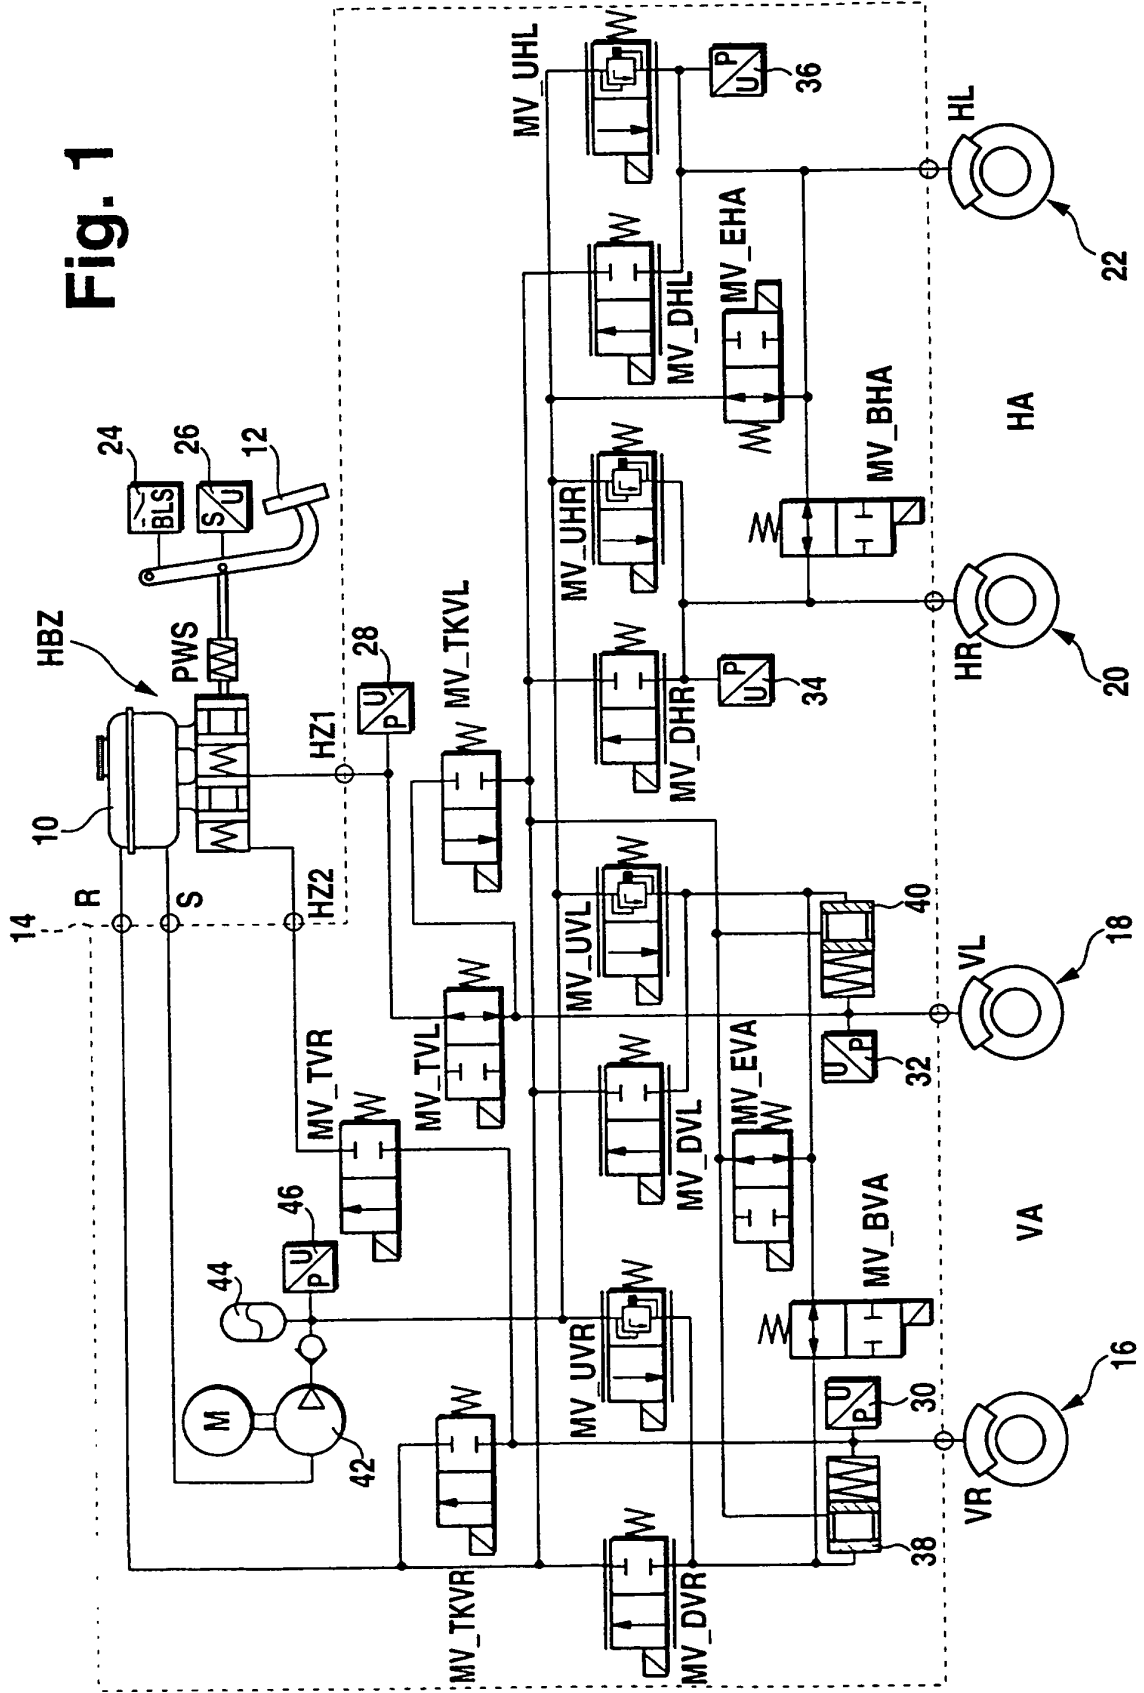 Fig. 1
24
BLS
26
S
U
12
HBZ
PWS
10
R
S
14
HZ1
HZ2
28
P
U
MV_TKVL
MV_TVR
MV_TVL
46
P
U
44
M
42
MV_TKVR
MV_UHL
U
P
36
MV_DHL
MV_EHA
MV_UHR
MV_DHR
U
P
34
MV_BHA
MV_UVL
MV_DVL
MV_EVA
MV_UVR
MV_DVR
MV_BVA
40
U
P
32
U
P
30
38
HL
22
HA
HR
20
VL
18
VA
VR
16